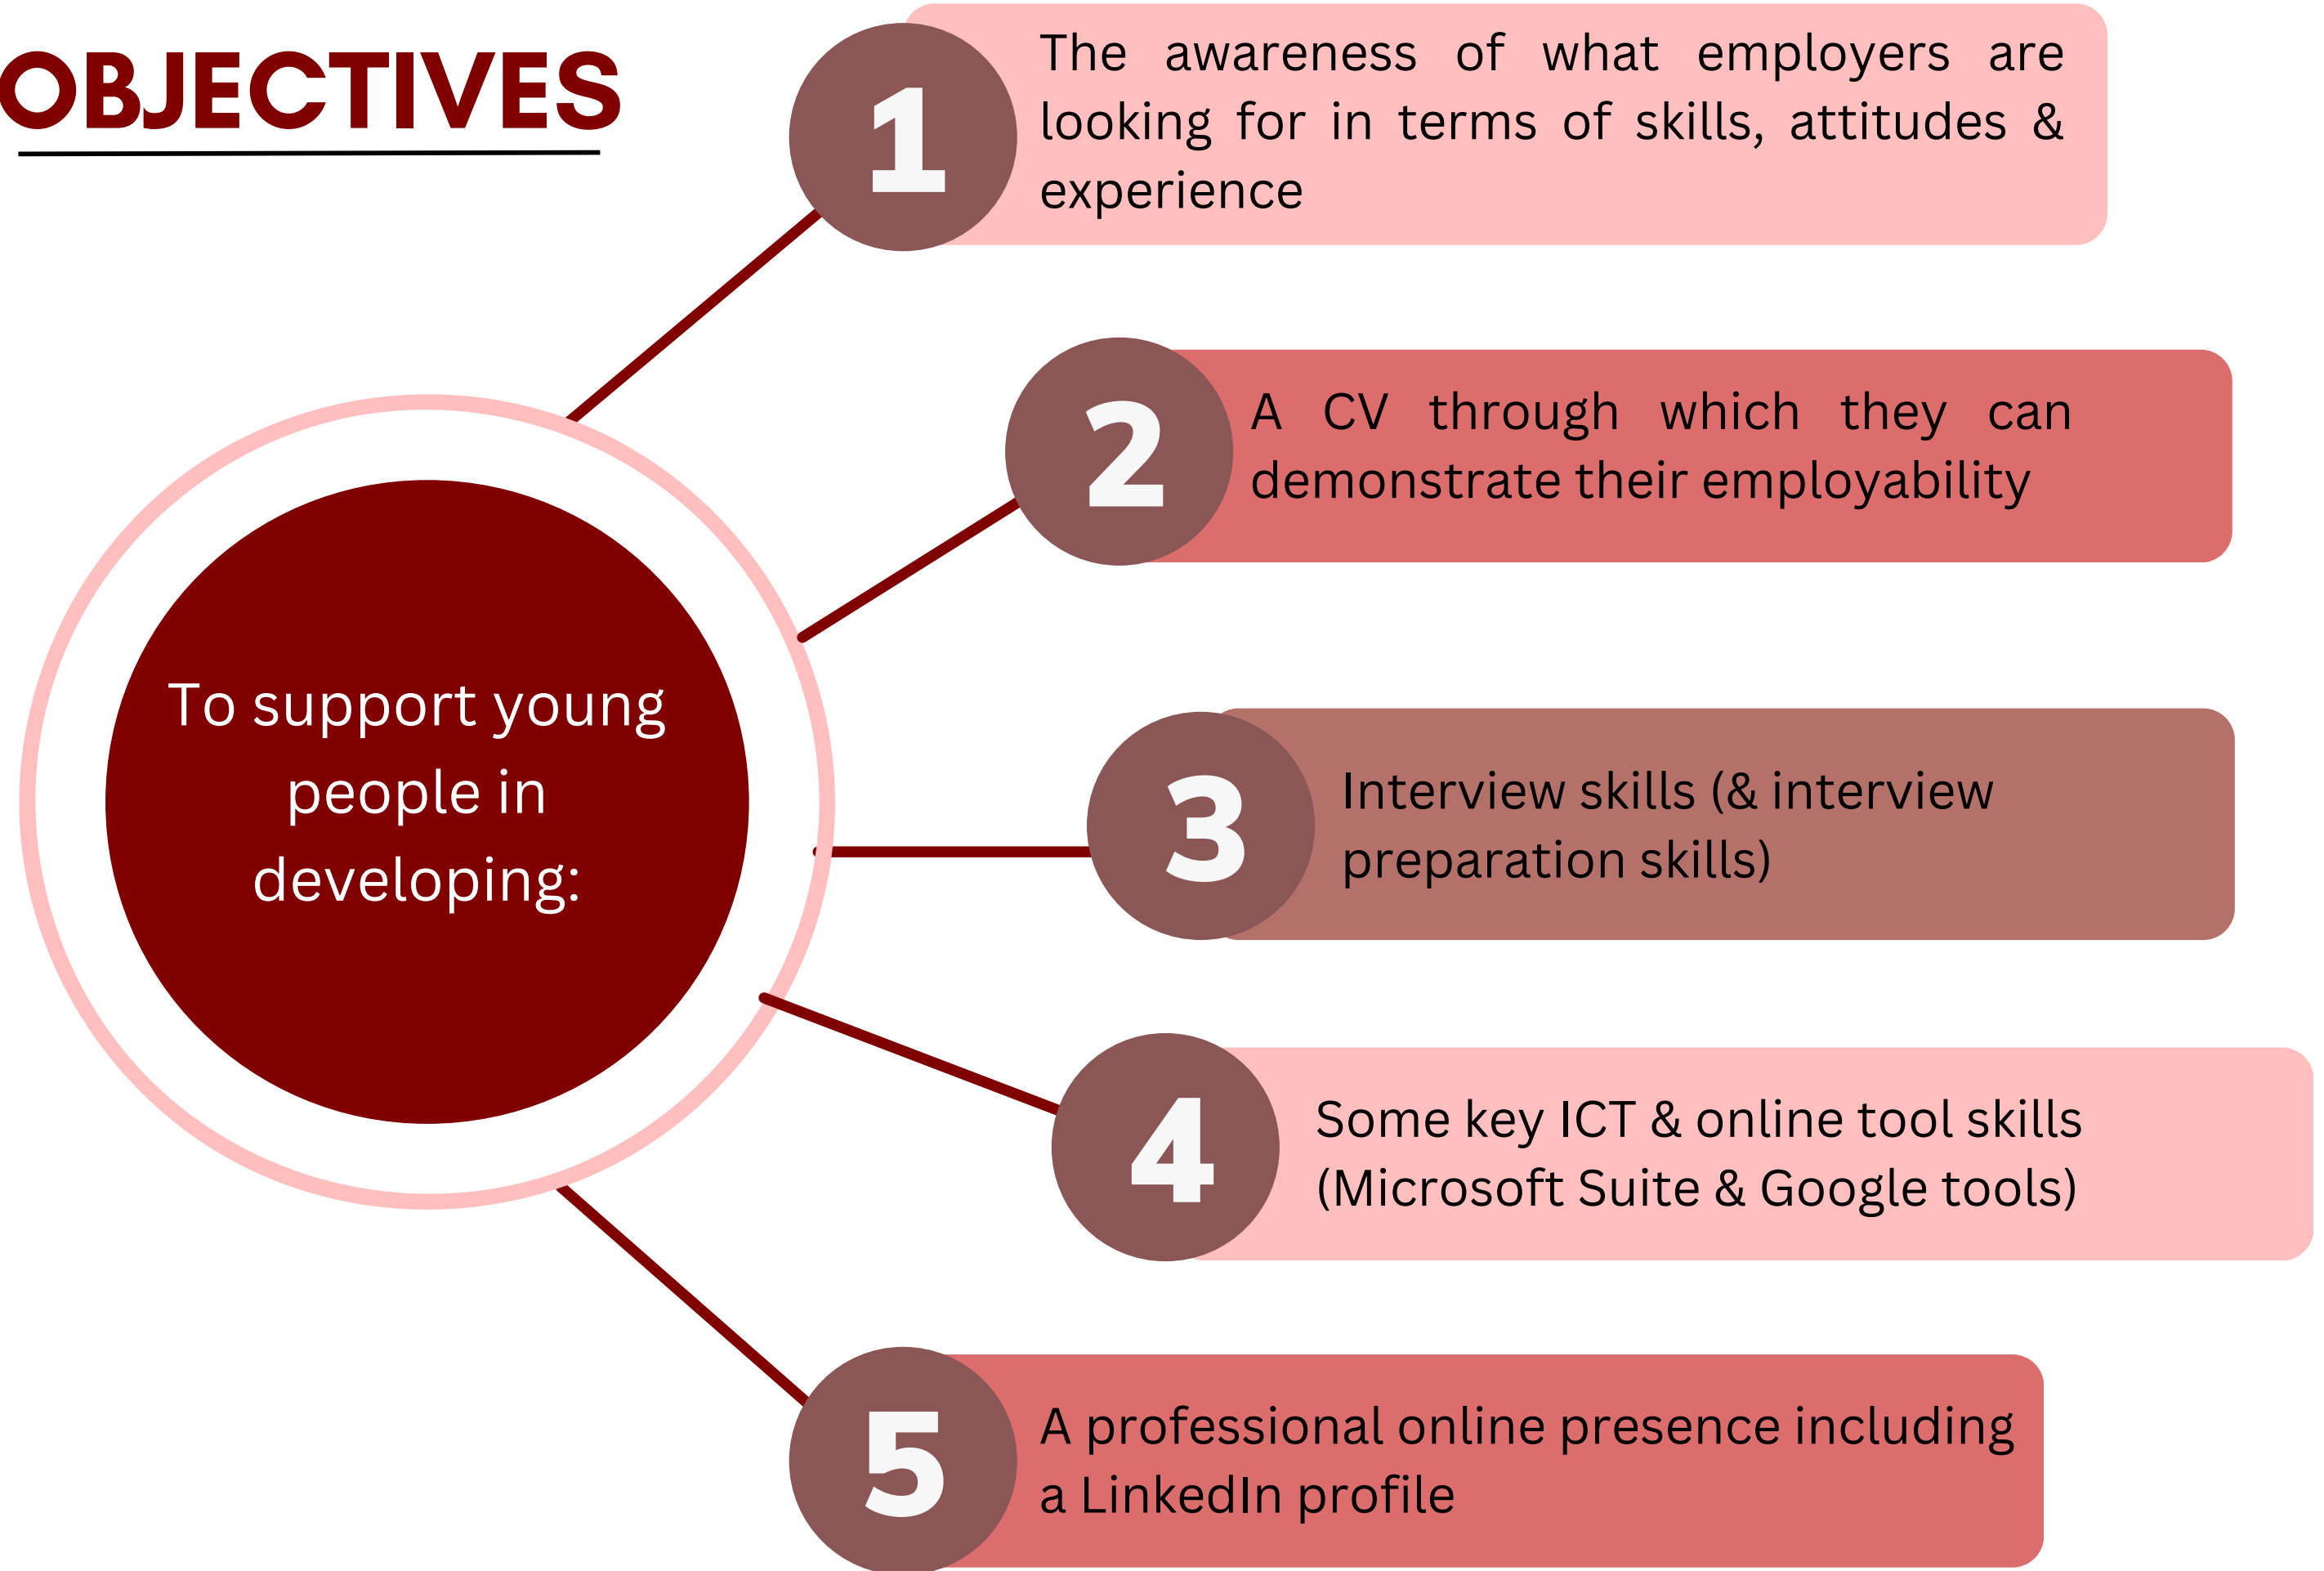 OBJECTIVES
To support young
people in
developing:
1
The awareness of what employers are
looking for in terms of skills, attitudes &
experience
2
A CV through which they can
demonstrate their employability
3
Interview skills (& interview
preparation skills)
4
Some key ICT & online tool skills
(Microsoft Suite & Google tools)
5
A professional online presence including
a LinkedIn profile